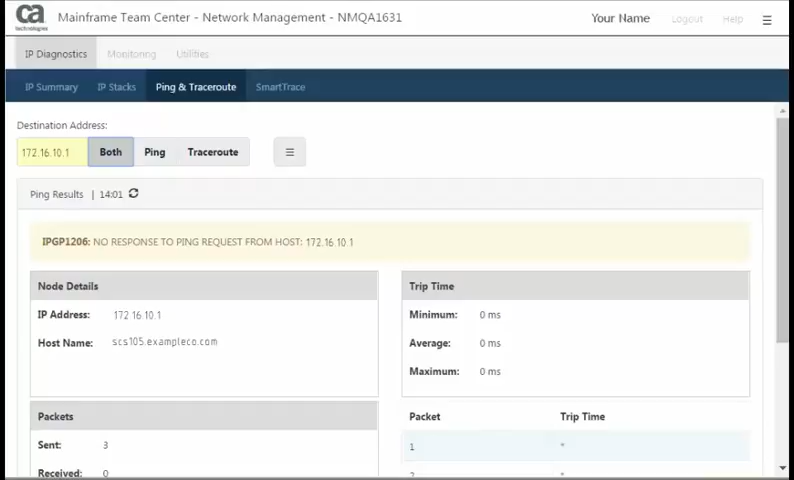 ca
technologies
Mainframe Team Center - Network Management - NMQA1631
Your Name
Logout
Help
IP Diagnostics
Monitoring
Utilities
IP Summary
IP Stacks
Ping & Traceroute
SmartTrace
Destination Address:
172.16.10.1
Both
Ping
Traceroute
Ping Results | 14:01
IPGP1206: NO RESPONSE TO PING REQUEST FROM HOST: 172.16.10.1
Node Details
IP Address: 172.16.10.1
Host Name: scs105.exampleco.com
Trip Time
Minimum: 0 ms
Average: 0 ms
Maximum: 0 ms
Packets
Sent: 3
Received: 0
Packet Trip Time
1 *
2 *